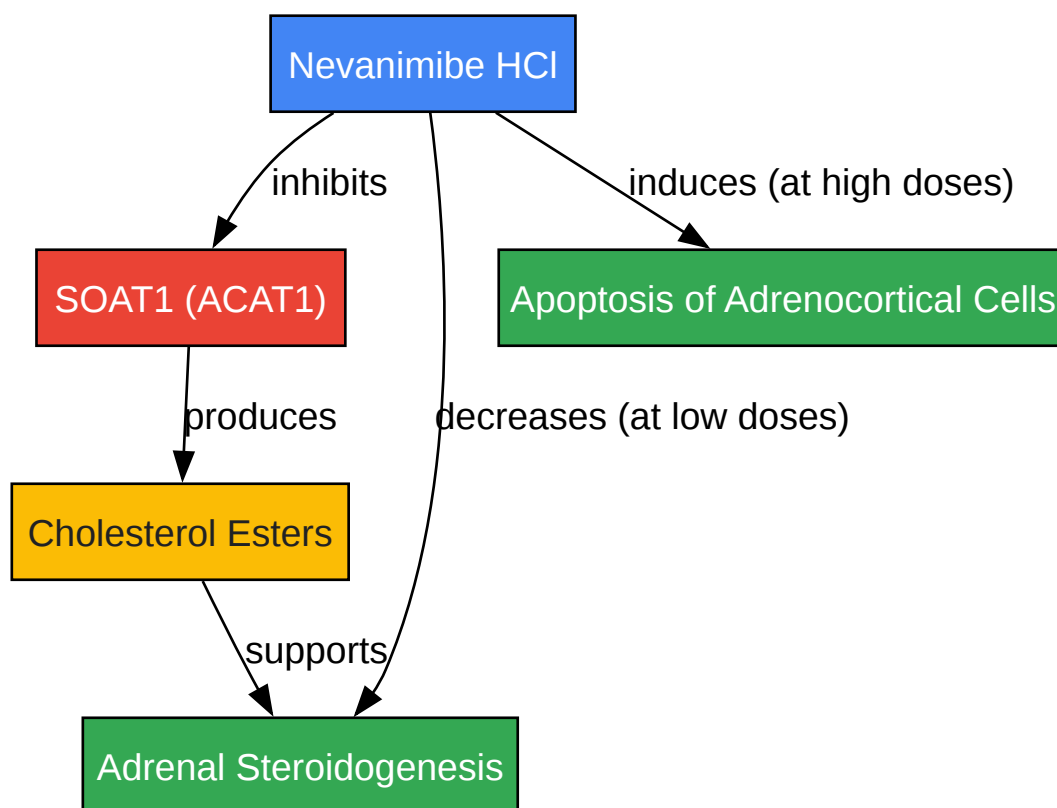 Nevanimibe HCl
inhibits
induces (at high doses)
SOAT1 (ACAT1)
Apoptosis of Adrenocortical Cells
produces
decreases (at low doses)
Cholesterol Esters
supports
Adrenal Steroidogenesis